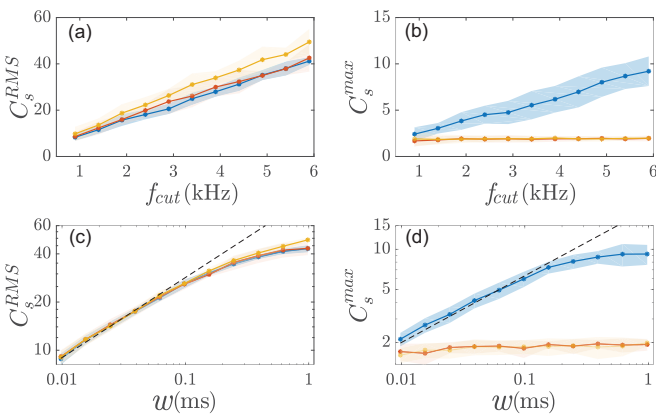 (a)
C_s^{RMS}
60
40
20
0
1 2 3 4 5 6
f_{cut}(kHz)
(b)
C_s^{max}
15
10
5
0
1 2 3 4 5 6
f_{cut}(kHz)
(c)
C_s^{RMS}
60
40
20
10
0.01 0.1 1
w(ms)
(d)
C_s^{max}
15
10
5
2
0.01 0.1 1
w(ms)